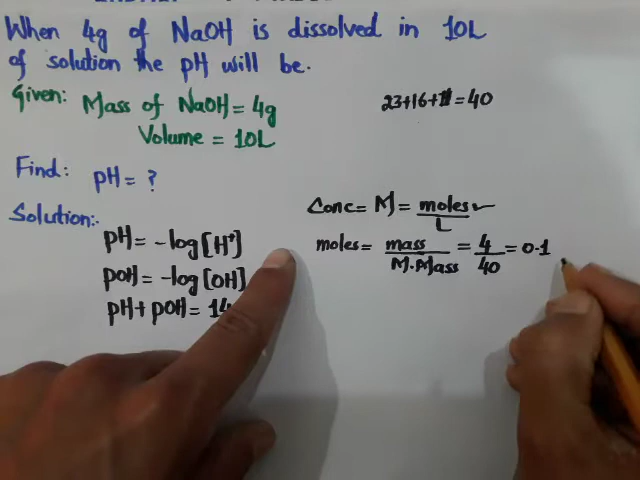 When 4g of NaOH is dissolved in 10L
of solution the pH will be.
Given: Mass of NaOH = 4g
23+16+1 = 40
Volume = 10L
Find: pH = ?
Solution:-
Conc = M = moles / L
pH = -log[H⁺]
moles = mass / M.Mass = 4 / 40 = 0.1
pOH = -log[OH]
pH + pOH = 14